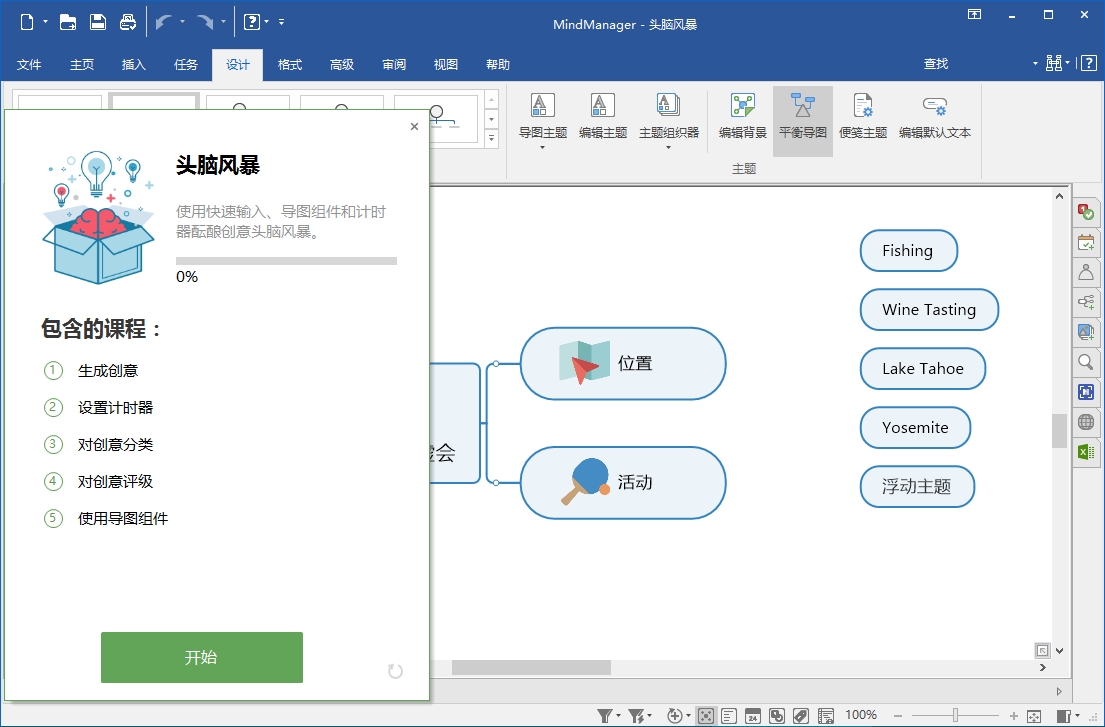 MindManager - 头脑风暴
文件 主页 插入 任务 设计 格式 高级 审阅 视图 帮助 查找
导图主题 编辑主题 主题组织器 编辑背景 平衡导图 便笺主题 编辑默认文本
主题
头脑风暴
使用快速输入、导图组件和计时
器酝酿创意头脑风暴。
0%
包含的课程：
1 生成创意
2 设置计时器
3 对创意分类
4 对创意评级
5 使用导图组件
开始
会
位置
活动
Fishing
Wine Tasting
Lake Tahoe
Yosemite
浮动主题
24
100%